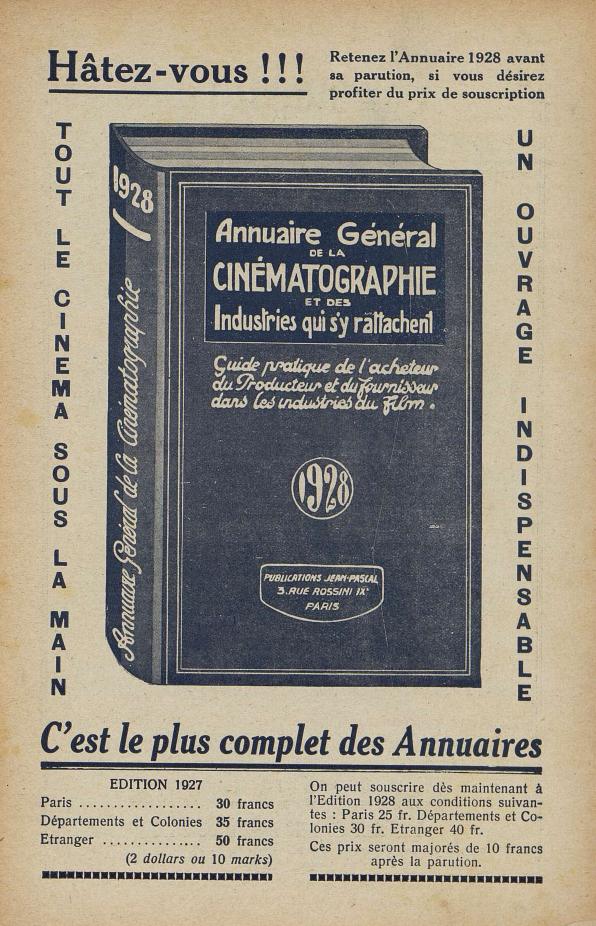 Hâtez-vous !!!
Retenez l'Annuaire 1928 avant
sa parution, si vous désirez
profiter du prix de souscription
TOUT LE CINEMA SOUS LA MAIN
1928
Annuaire Général de la Cinématographie
Annuaire Général
DE LA
CINÉMATOGRAPHIE
ET DES
Industries qui s'y rattachent
Guide pratique de l'acheteur
du Producteur et du fournisseur
dans les industries du Film.
1928
PUBLICATIONS JEAN-PASCAL
3. RUE ROSSINI IXe
PARIS
UN OUVRAGE INDISPENSABLE
C'est le plus complet des Annuaires
EDITION 1927
Paris .................. 30 francs
Départements et Colonies 35 francs
Etranger .............. 50 francs
(2 dollars ou 10 marks)
On peut souscrire dès maintenant à
l'Edition 1928 aux conditions suivan-
tes : Paris 25 fr. Départements et Co-
lonies 30 fr. Etranger 40 fr.
Ces prix seront majorés de 10 francs
après la parution.